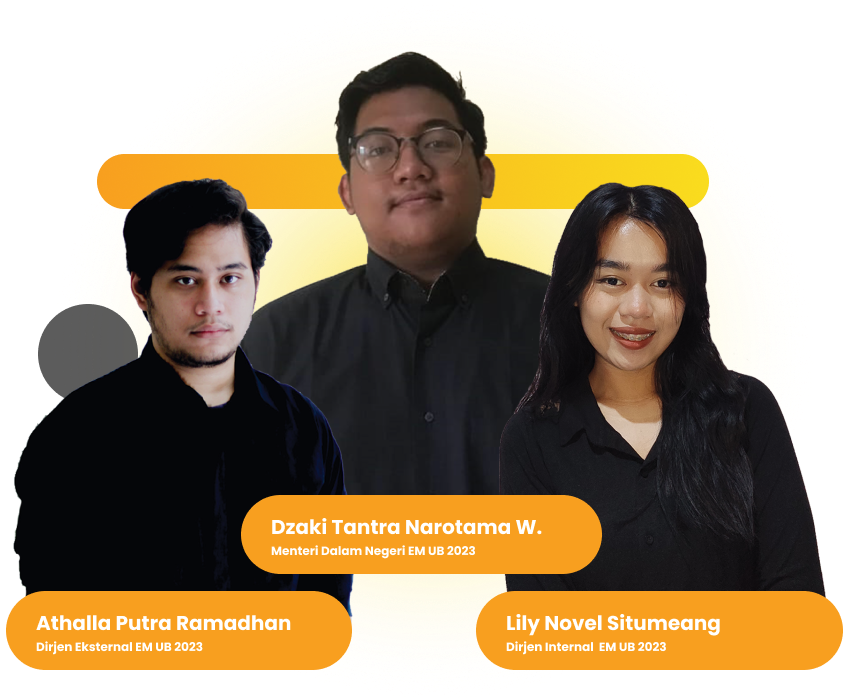 Dzaki Tantra Narotama W.
Menteri Dalam Negeri EM UB 2023
Athalla Putra Ramadhan
Dirjen Eksternal EM UB 2023
Lily Novel Situmeang
Dirjen Internal EM UB 2023